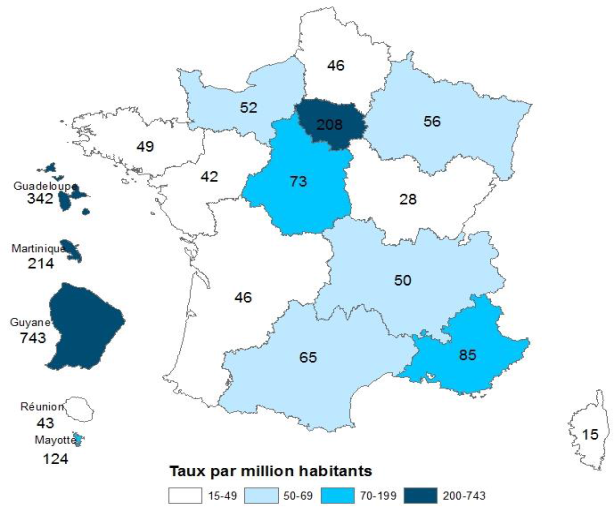 46
52
56
208
49
42
73
28
Guadeloupe
342
Martinique
214
46
50
Guyane
743
65
85
Réunion
43
Mayotte
124
15
Taux par million habitants
15-49 50-69 70-199 200-743